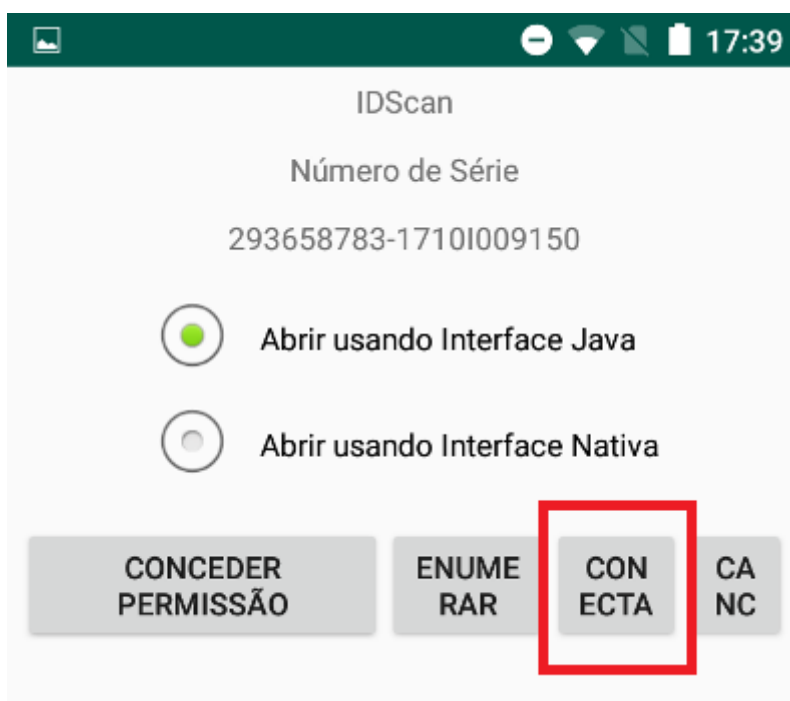 17:39
IDScan
Número de Série
293658783-1710I009150
Abrir usando Interface Java
Abrir usando Interface Nativa
CONCEDER
PERMISSÃO
ENUME
RAR
CON
ECTA
CA
NC